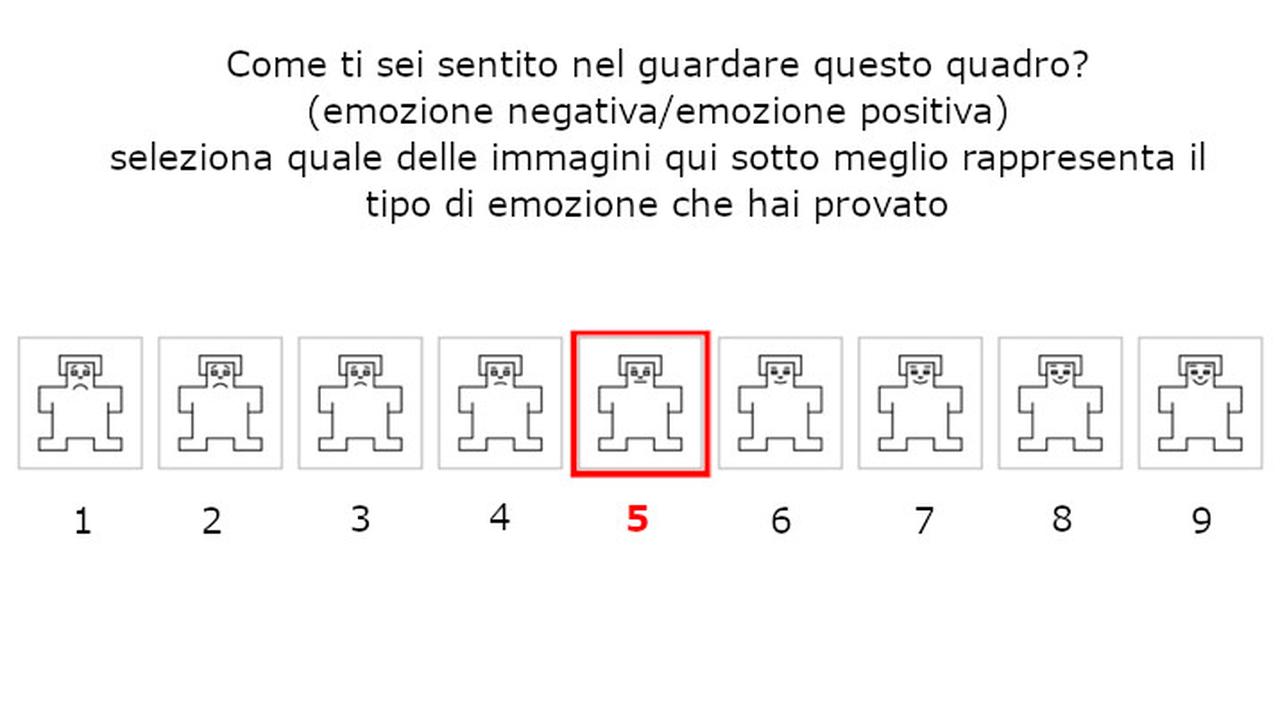 Come ti sei sentito nel guardare questo quadro?
(emozione negativa/emozione positiva)
seleziona quale delle immagini qui sotto meglio rappresenta il
tipo di emozione che hai provato
1 2 3 4 5 6 7 8 9